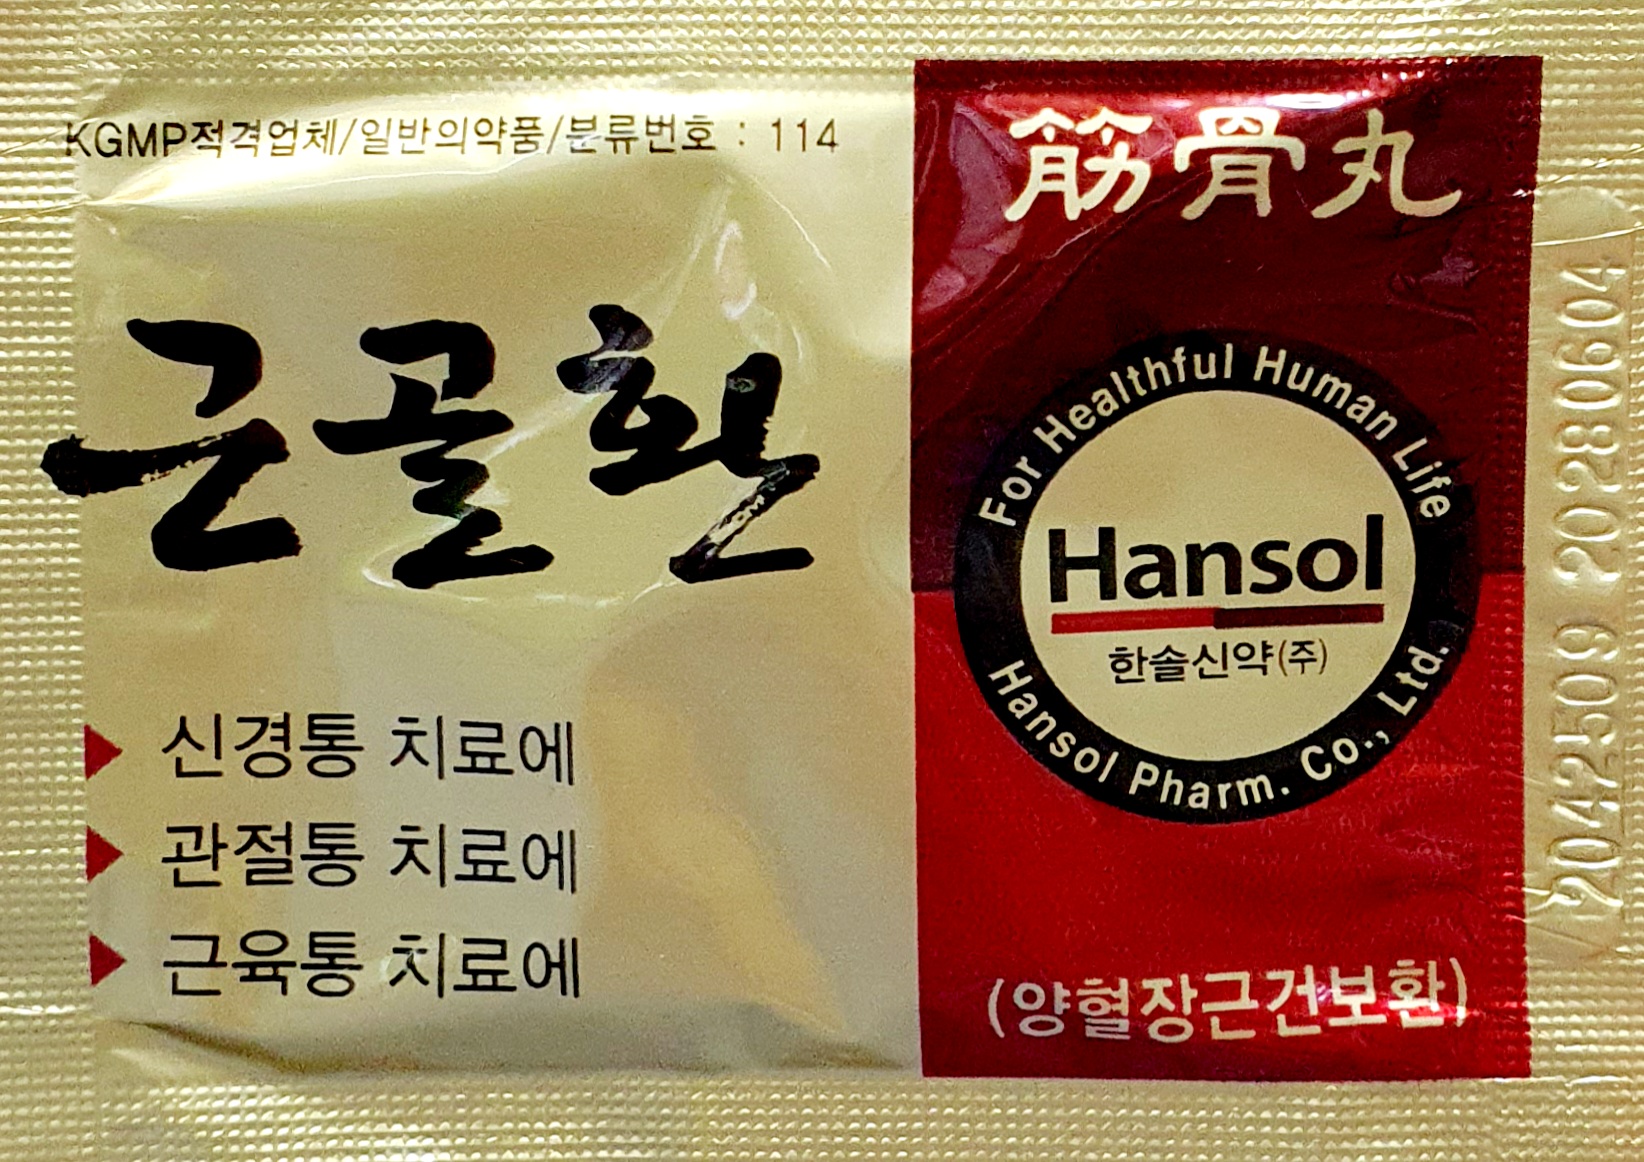 KGMP적격업체/일반의약품/분류번호 : 114
근골환
신경통 치료에
관절통 치료에
근육통 치료에
筋骨丸
For Healthful Human Life
Hansol
한솔신약(주)
Hansol Pharm. Co., Ltd.
(양혈장근건보환)
2042509 20280604